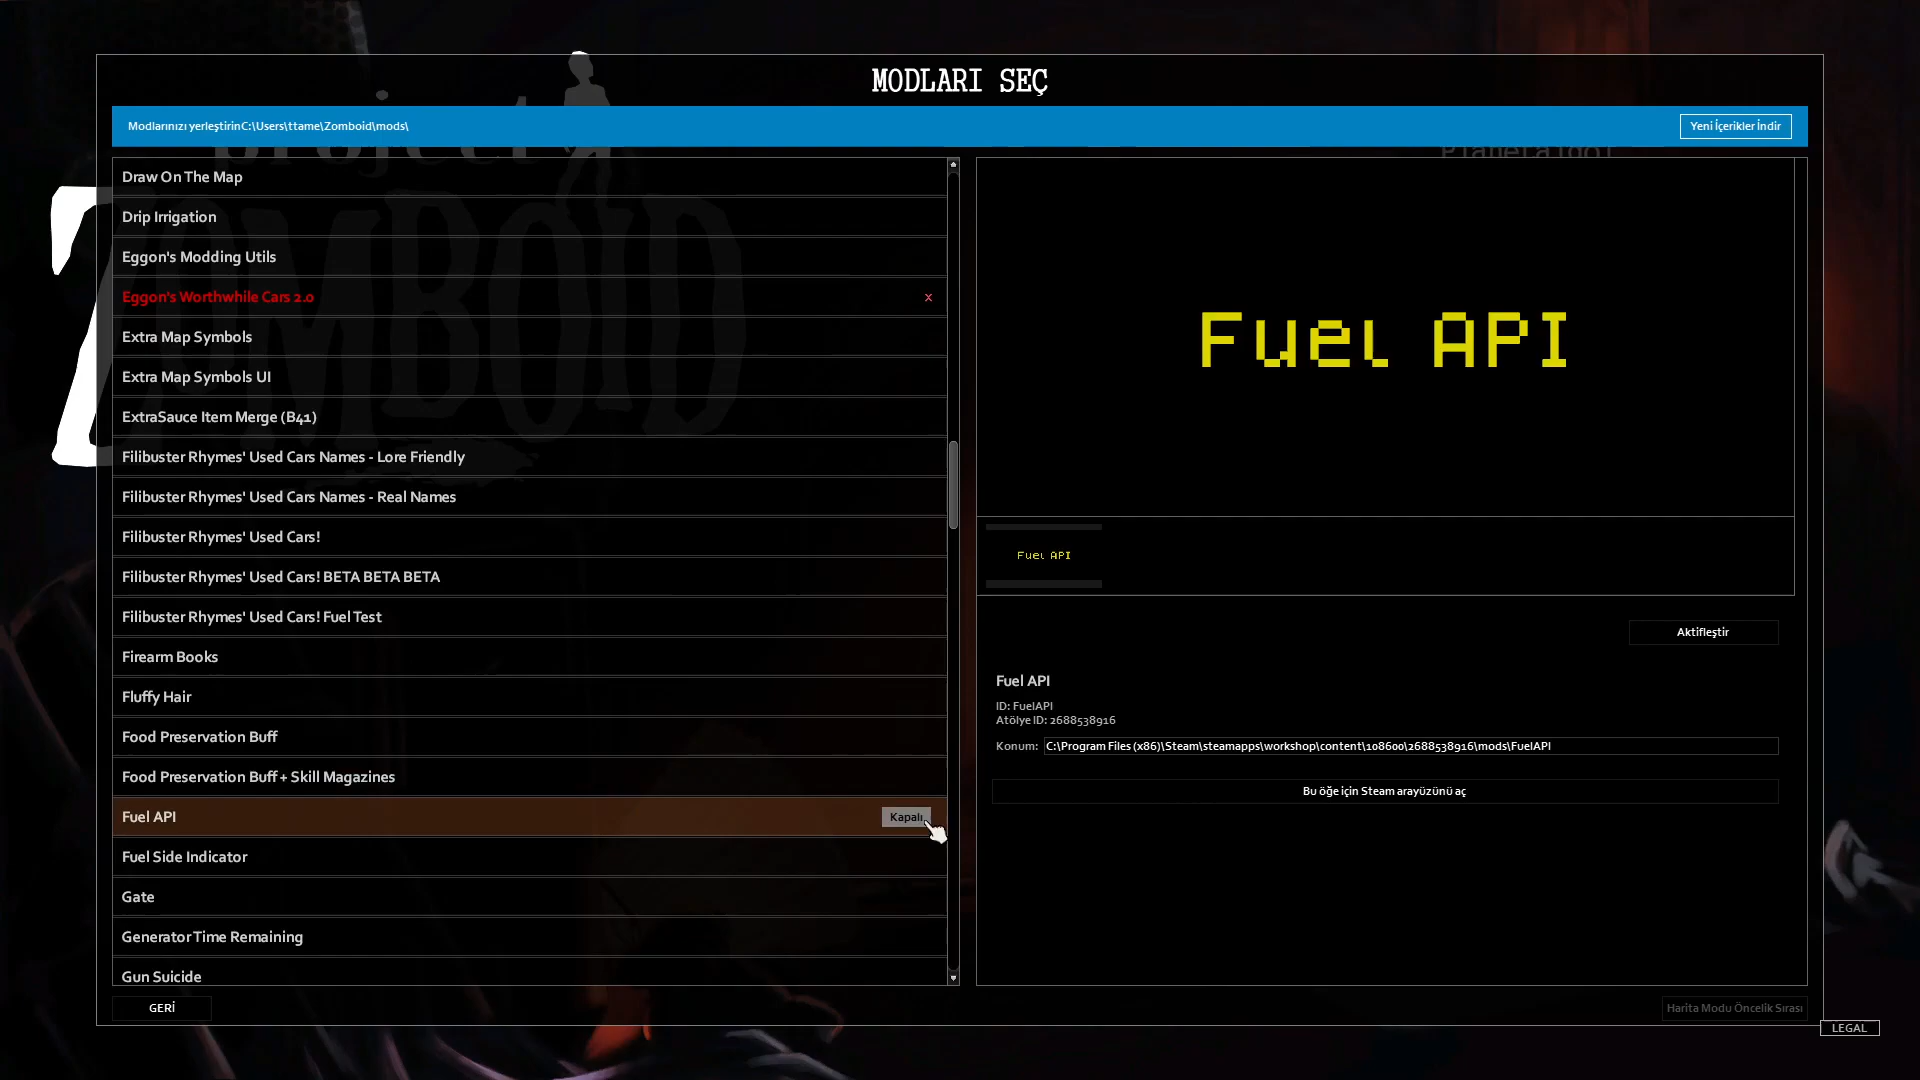 MODLARI SEÇ
Modlarınızı yerleştirinC:\Users\ttame\Zomboid\mods\
Yeni İçerikler İndir
project
ZOMBOID
Draw On The Map
Drip Irrigation
Eggon's Modding Utils
Eggon's Worthwhile Cars 2.0
x
Extra Map Symbols
Extra Map Symbols UI
ExtraSauce Item Merge (B41)
Filibuster Rhymes' Used Cars Names - Lore Friendly
Filibuster Rhymes' Used Cars Names - Real Names
Filibuster Rhymes' Used Cars!
Filibuster Rhymes' Used Cars! BETA BETA BETA
Filibuster Rhymes' Used Cars! Fuel Test
Firearm Books
Fluffy Hair
Food Preservation Buff
Food Preservation Buff + Skill Magazines
Fuel API
Kapalı
Fuel Side Indicator
Gate
Generator Time Remaining
Gun Suicide
Fuel API
Fuel API
Aktifleştir
Fuel API
ID: FuelAPI
Atölye ID: 2688538916
Konum: C:\Program Files (x86)\Steam\steamapps\workshop\content\108600\2688538916\mods\FuelAPI
Bu öğe için Steam arayüzünü aç
GERİ
Harita Modu Öncelik Sırası
LEGAL